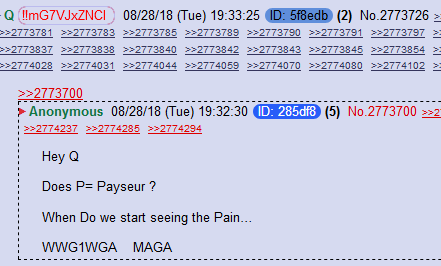 Q !!mG7VJxZNCI 08/28/18 (Tue) 19:33:25 ID: 5f8edb (2) No.2773726
>>2773781 >>2773783 >>2773785 >>2773789 >>2773790 >>2773791 >>2773797
>>2773837 >>2773838 >>2773840 >>2773842 >>2773843 >>2773845 >>2773854
>>2774028 >>2774031 >>2774044 >>2774059 >>2774070 >>2774080 >>2774102
>>2773700
Anonymous 08/28/18 (Tue) 19:32:30 ID: 285df8 (5) No.2773700
>>2774237 >>2774285 >>2774294
Hey Q
Does P= Payseur ?
When Do we start seeing the Pain...
WWG1WGA MAGA